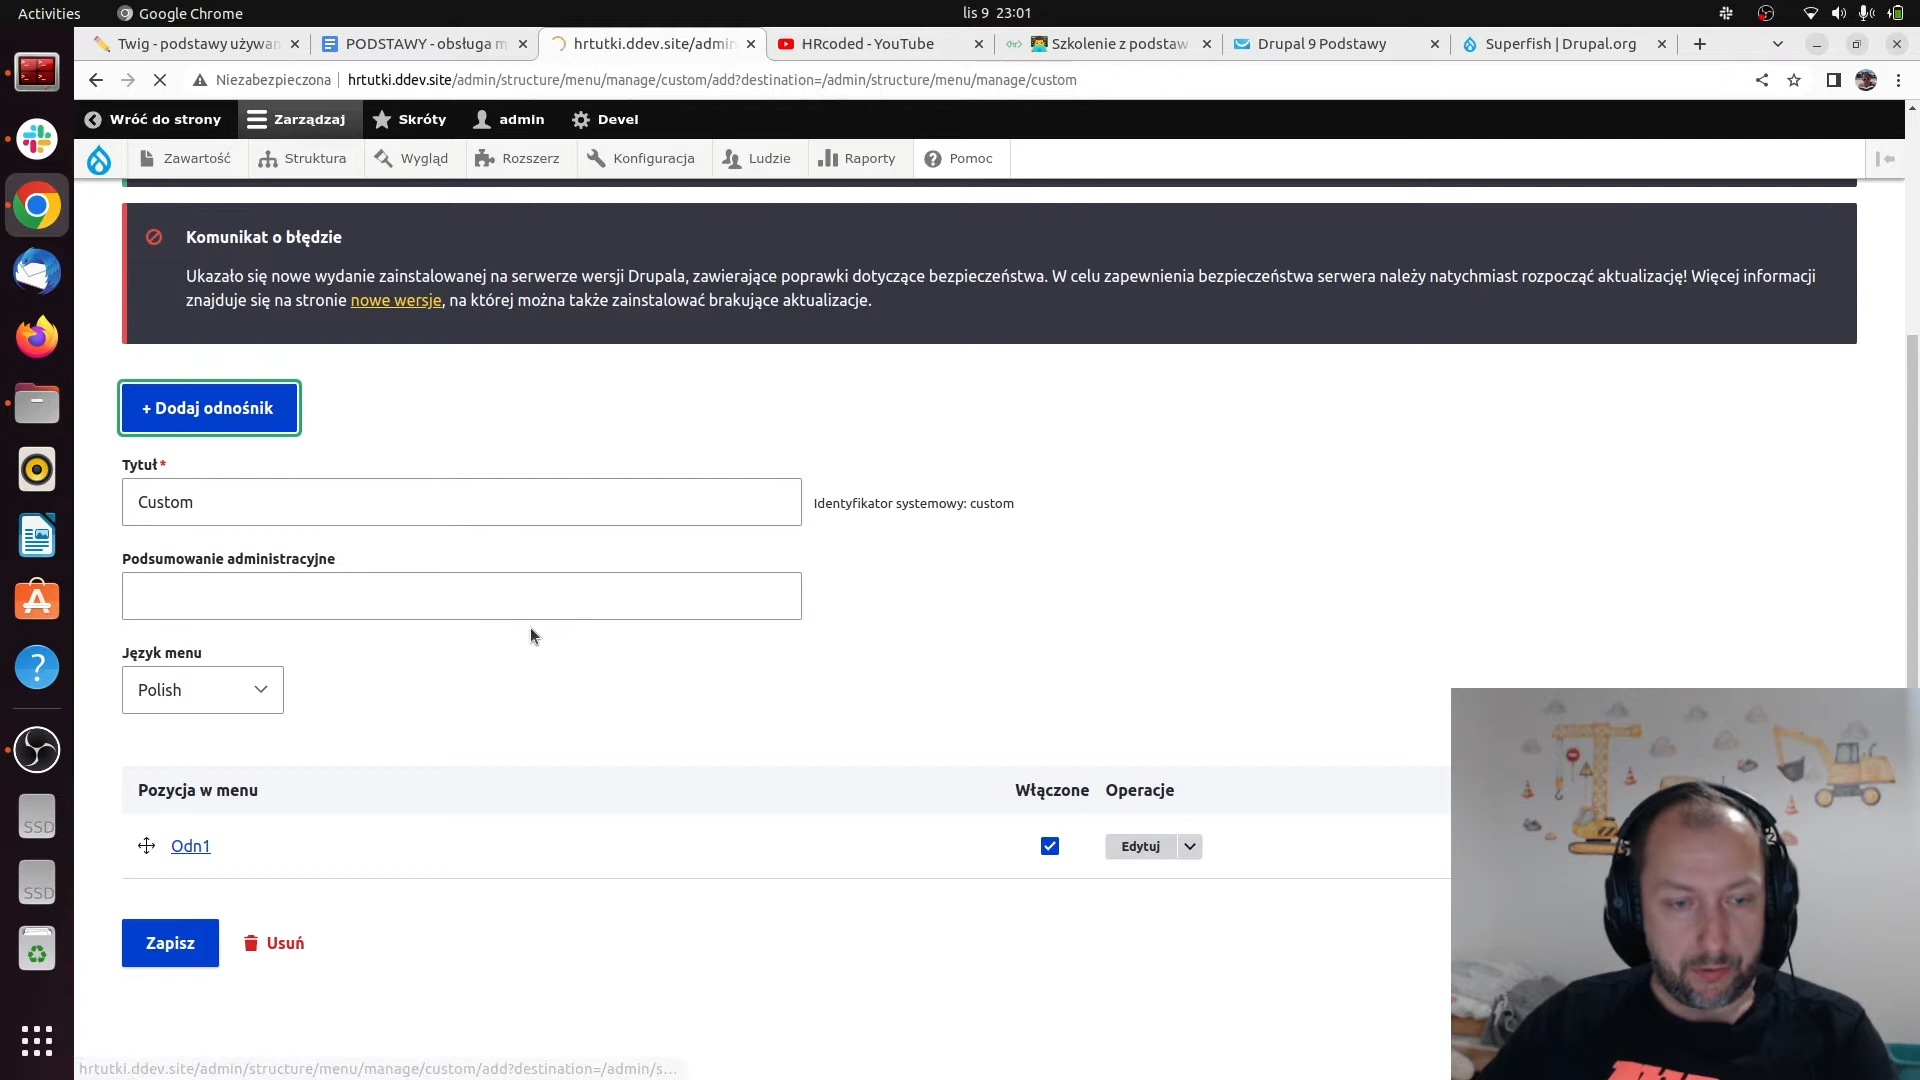 Activities
Google Chrome
lis 9 23:01
Twig - podstawy używan
PODSTAWY - obsługa m
hrtutki.ddev.site/admin
HRcoded - YouTube
Szkolenie z podstaw
Drupal 9 Podstawy
Superfish | Drupal.org
Niezabezpieczona
hrtutki.ddev.site/admin/structure/menu/manage/custom/add?destination=/admin/structure/menu/manage/custom
Wróć do strony
Zarządzaj
Skróty
admin
Devel
Zawartość
Struktura
Wygląd
Rozszerz
Konfiguracja
Ludzie
Raporty
Pomoc
Komunikat o błędzie
Ukazało się nowe wydanie zainstalowanej na serwerze wersji Drupala, zawierające poprawki dotyczące bezpieczeństwa. W celu zapewnienia bezpieczeństwa serwera należy natychmiast rozpocząć aktualizację! Więcej informacji
znajduje się na stronie nowe wersje, na której można także zainstalować brakujące aktualizacje.
+ Dodaj odnośnik
Tytuł*
Custom
Identyfikator systemowy: custom
Podsumowanie administracyjne
Język menu
Polish
Pozycja w menu
Włączone
Operacje
Odn1
Edytuj
Zapisz
Usuń
SSD
SSD
hrtutki.ddev.site/admin/structure/menu/manage/custom/add?destination=/admin/s...